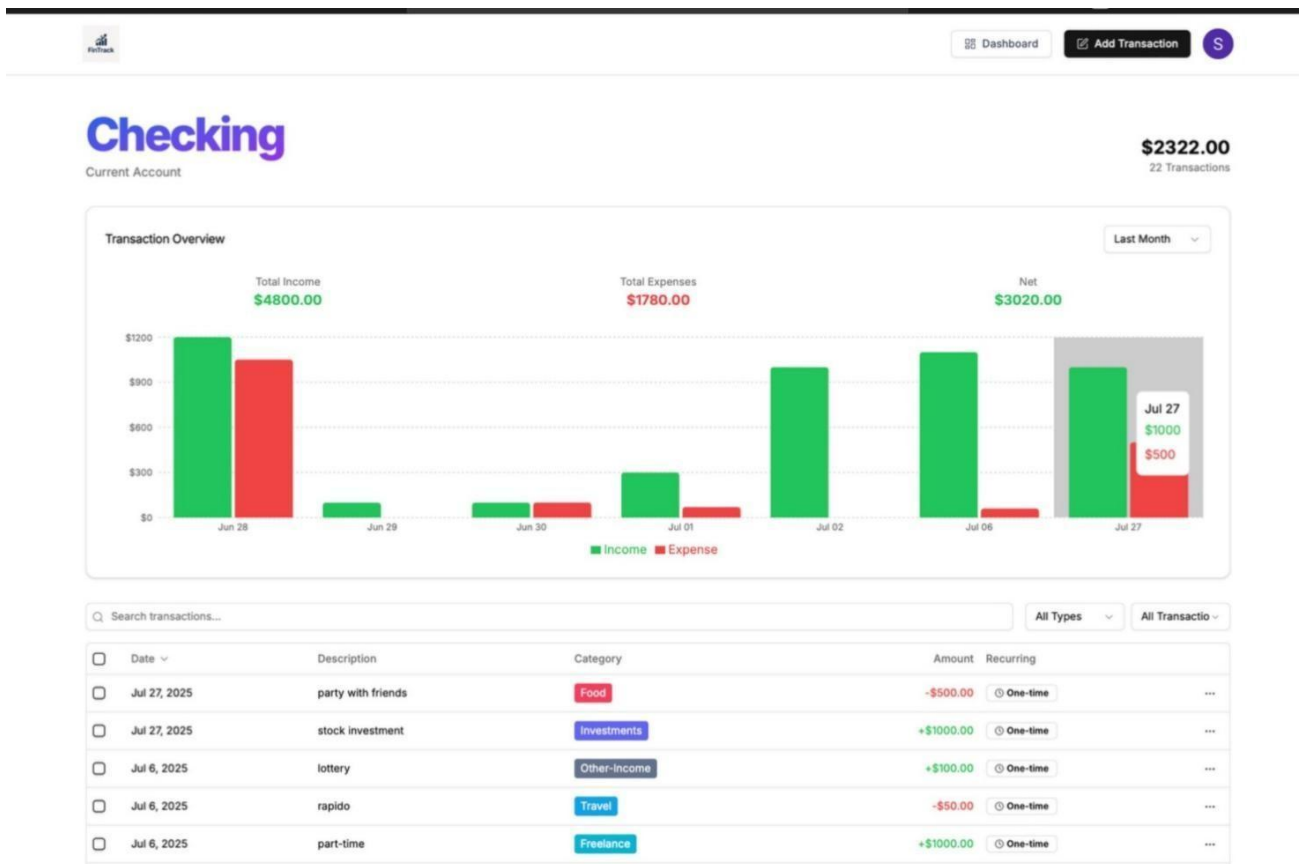 FinTrack
Dashboard
Add Transaction
S
Checking
Current Account
$2322.00
22 Transactions
Transaction Overview
Last Month
Total Income
$4800.00
Total Expenses
$1780.00
Net
$3020.00
$1200
$900
$600
$300
$0
Jun 28
Jun 29
Jun 30
Jul 01
Jul 02
Jul 06
Jul 27
Jul 27
$1000
$500
Income Expense
Search transactions...
All Types
All Transactio
Date Description Category Amount Recurring
Jul 27, 2025 party with friends Food -$500.00 One-time ...
Jul 27, 2025 stock investment Investments +$1000.00 One-time ...
Jul 6, 2025 lottery Other-Income +$100.00 One-time ...
Jul 6, 2025 rapido Travel -$50.00 One-time ...
Jul 6, 2025 part-time Freelance +$1000.00 One-time ...